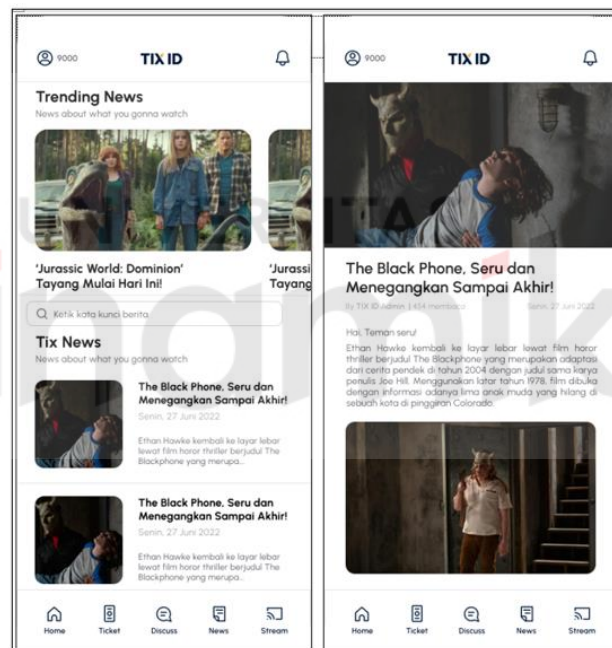 9000
TIX ID
Trending News
News about what you gonna watch
'Jurassic World: Dominion'
Tayang Mulai Hari Ini!
'Jurassi
Tayang
Ketik kata kunci berita
Tix News
News about what you gonna watch
The Black Phone, Seru dan
Menegangkan Sampai Akhir!
Senin, 27 Juni 2022
Ethan Hawke kembali ke layar lebar
lewat film horor thriller berjudul The
Blackphone yang merupa...
The Black Phone, Seru dan
Menegangkan Sampai Akhir!
Senin, 27 Juni 2022
Ethan Hawke kembali ke layar lebar
lewat film horor thriller berjudul The
Blackphone yang merupa...
Home Ticket Discuss News Stream
9000
TIX ID
The Black Phone, Seru dan
Menegangkan Sampai Akhir!
By TIX ID Admin | 454 membaca
Senin, 27 Juni 2022
Hai, Teman seru!
Ethan Hawke kembali ke layar lebar lewat film horor
thriller berjudul The Blackphone yang merupakan adaptasi
dari cerita pendek di tahun 2004 dengan judul sama karya
penulis Joe Hill. Menggunakan latar tahun 1978, film dibuka
dengan informasi adanya lima anak muda yang hilang di
sebuah kota di pinggiran Colorado.
Home Ticket Discuss News Stream